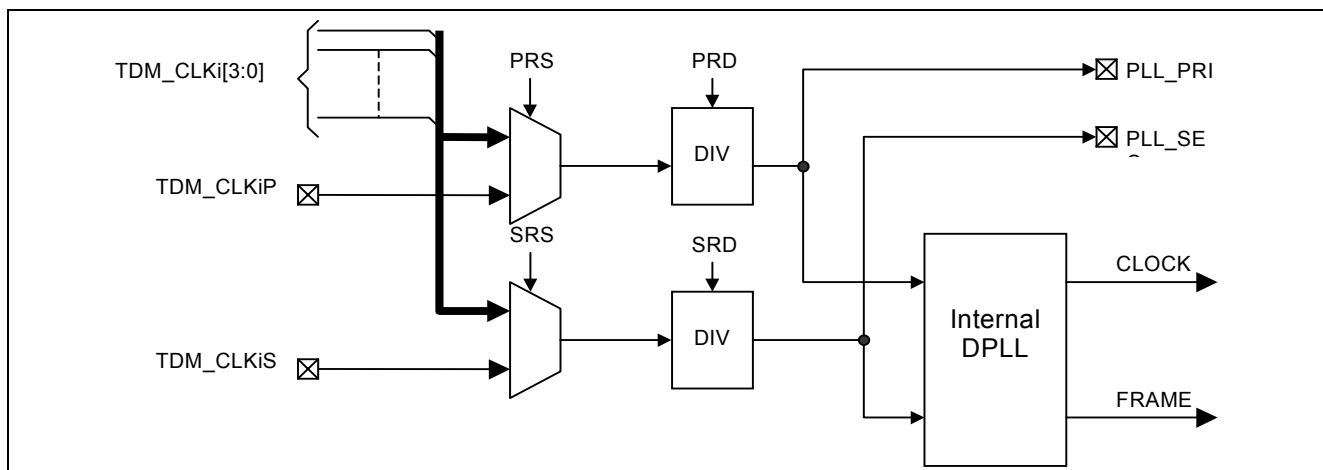 TDM_CLKi[3:0]
PRS
PRD
PLL_PRI
DIV
PLL_SE
TDM_CLKiP
SRS
SRD
CLOCK
Internal
DPLL
DIV
TDM_CLKiS
FRAME